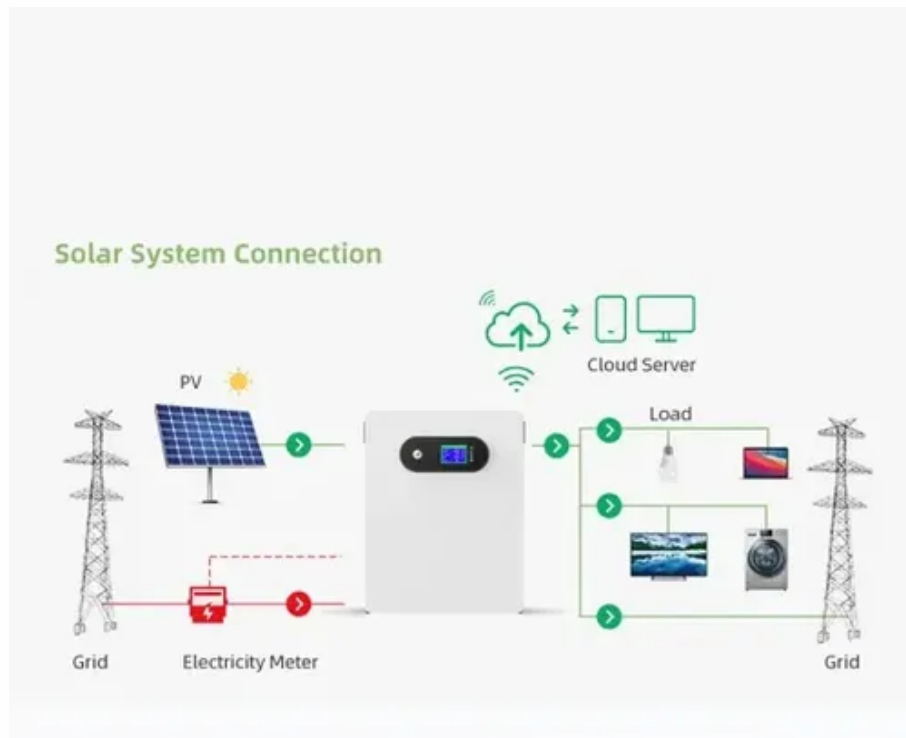 Solar System Connection
Cloud Server
PV
Load
Grid
Electricity Meter
Grid